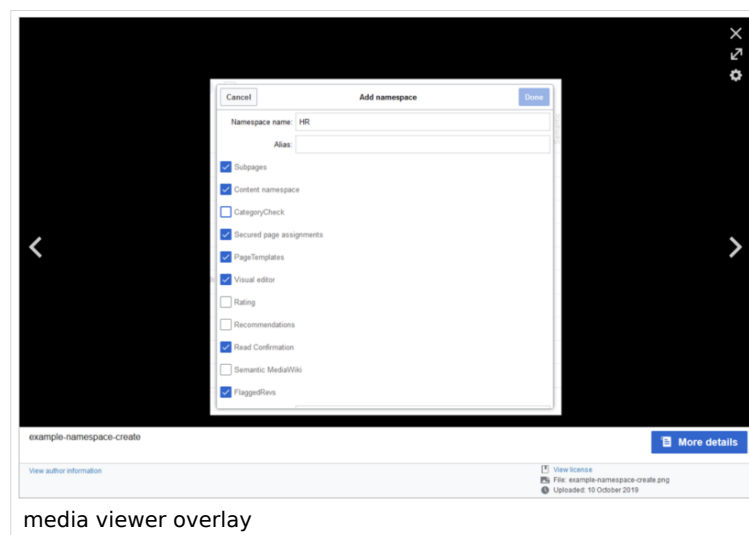 Cancel Add namespace Done
Namespace name: HR
Alias:
Subpages
Content namespace
CategoryCheck
Secured page assignments
PageTemplates
Visual editor
Rating
Recommendations
Read Confirmation
Semantic MediaWiki
FlaggedRevs
example-namespace-create
More details
View author information
View license
File: example-namespace-create.png
Uploaded: 10 October 2019
media viewer overlay